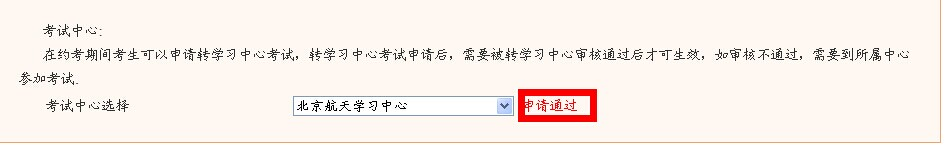 考试中心:
在约考期间考生可以申请转学习中心考试，转学习中心考试申请后，需要被转学习中心审核通过后才可生效，如审核不通过，需要到所属中心
参加考试.
考试中心选择 北京航天学习中心 申请通过